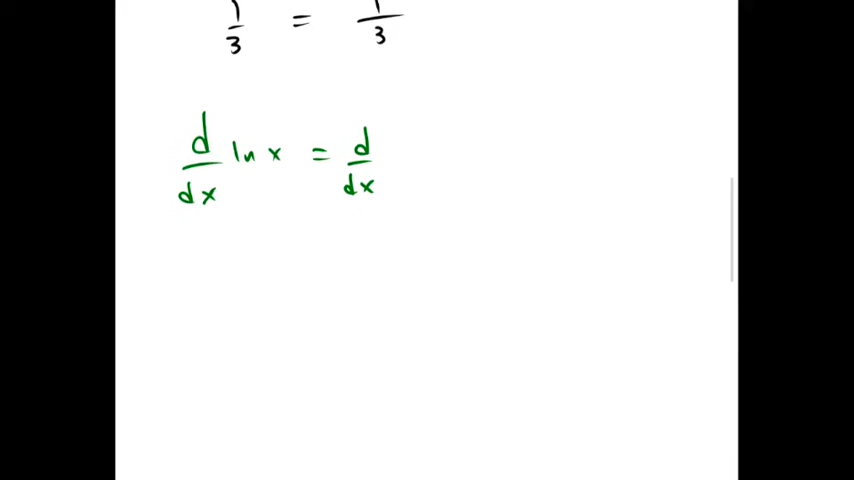 1/3 = 1/3
d/dx ln x = d/dx